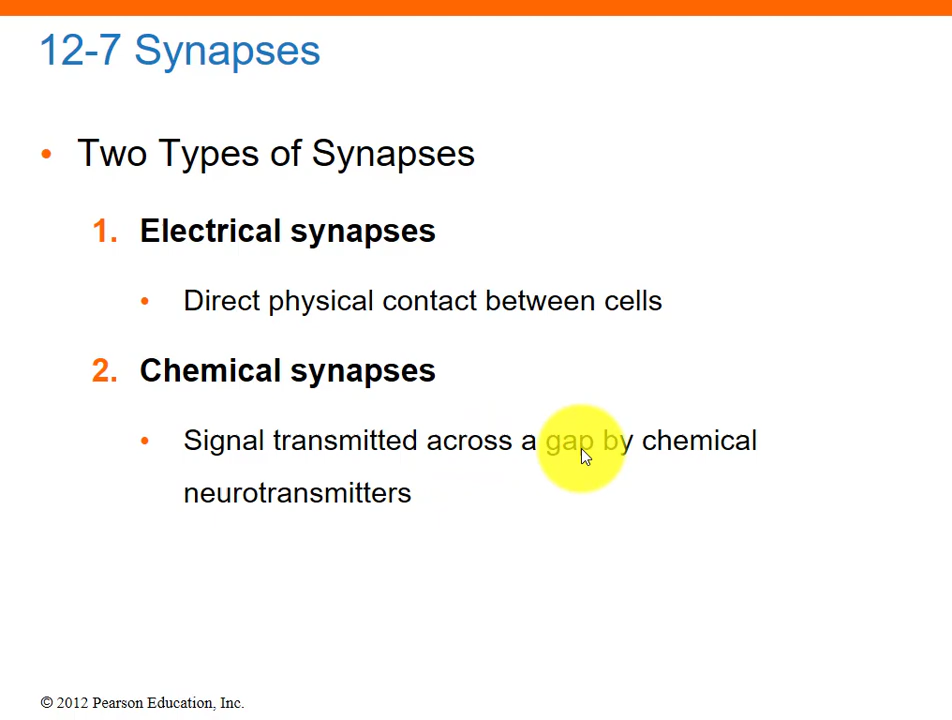 12-7 Synapses
• Two Types of Synapses
1. Electrical synapses
• Direct physical contact between cells
2. Chemical synapses
• Signal transmitted across a gap by chemical
neurotransmitters
© 2012 Pearson Education, Inc.